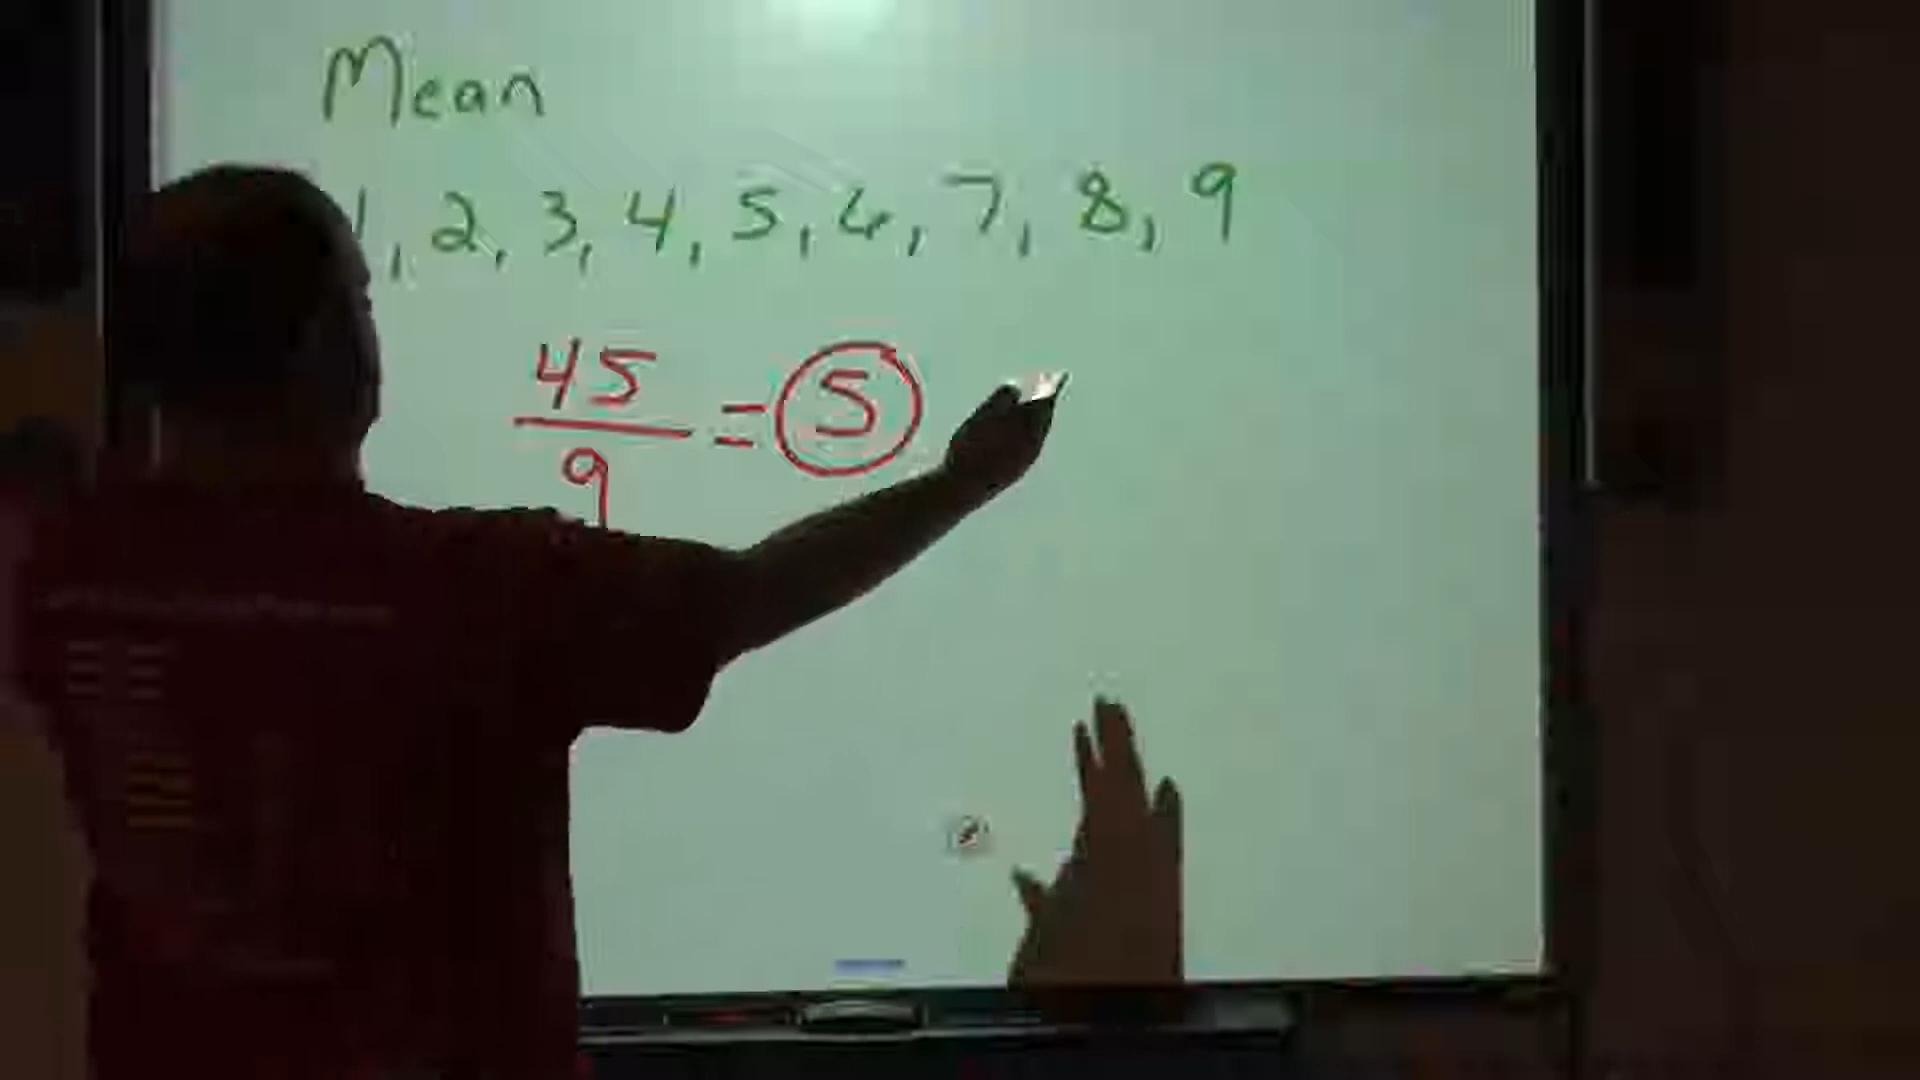 Mean
1, 2, 3, 4, 5, 6, 7, 8, 9
45
9
= 5